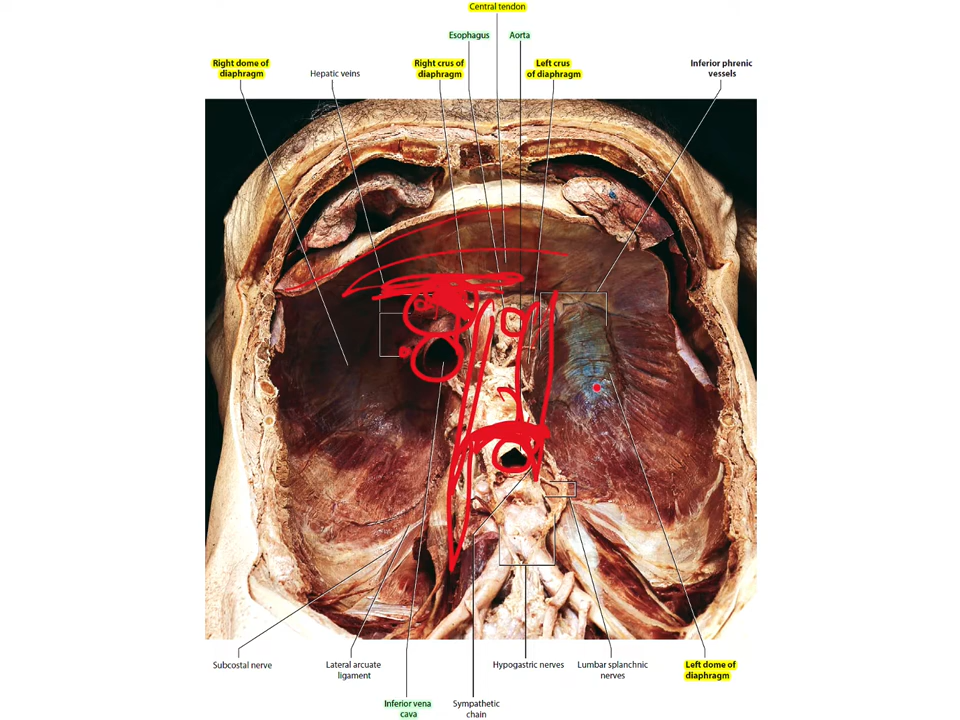 Central tendon
Esophagus
Aorta
Right dome of
diaphragm
Hepatic veins
Right crus of
diaphragm
Left crus
of diaphragm
Inferior phrenic
vessels
Subcostal nerve
Lateral arcuate
ligament
Hypogastric nerves
Lumbar splanchnic
nerves
Left dome of
diaphragm
Inferior vena
cava
Sympathetic
chain